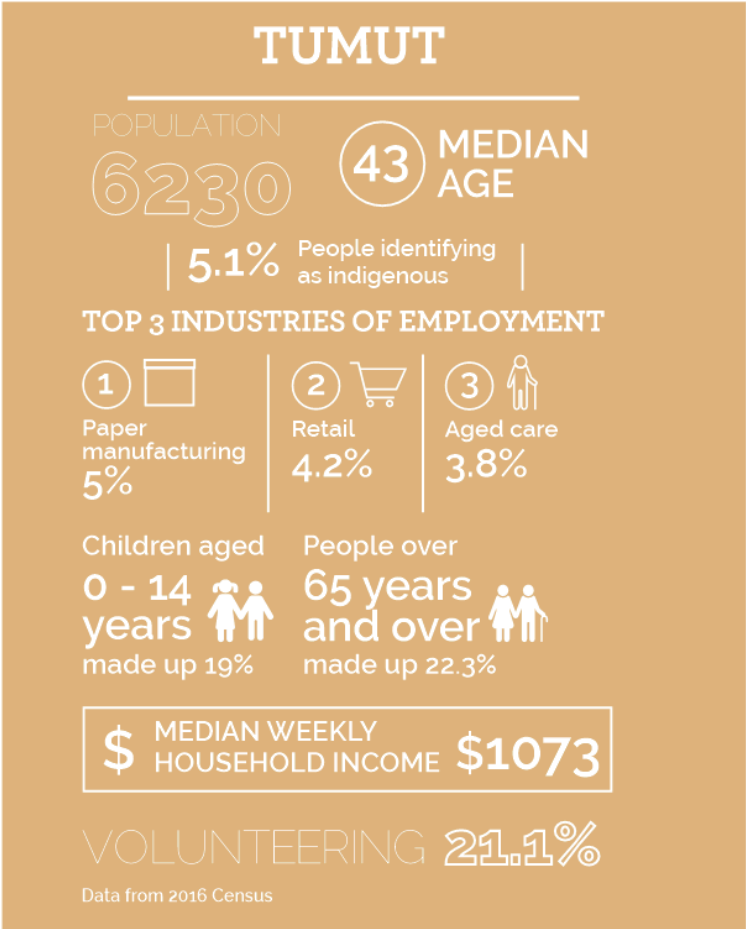 TUMUT
POPULATION
6230
43
MEDIAN
AGE
5.1%
People identifying
as indigenous
TOP 3 INDUSTRIES OF EMPLOYMENT
1
Paper
manufacturing
5%
2
Retail
4.2%
3
Aged care
3.8%
Children aged
0 - 14
years
made up 19%
People over
65 years
and over
made up 22.3%
$
MEDIAN WEEKLY
HOUSEHOLD INCOME
$1073
VOLUNTEERING 21.1%
Data from 2016 Census